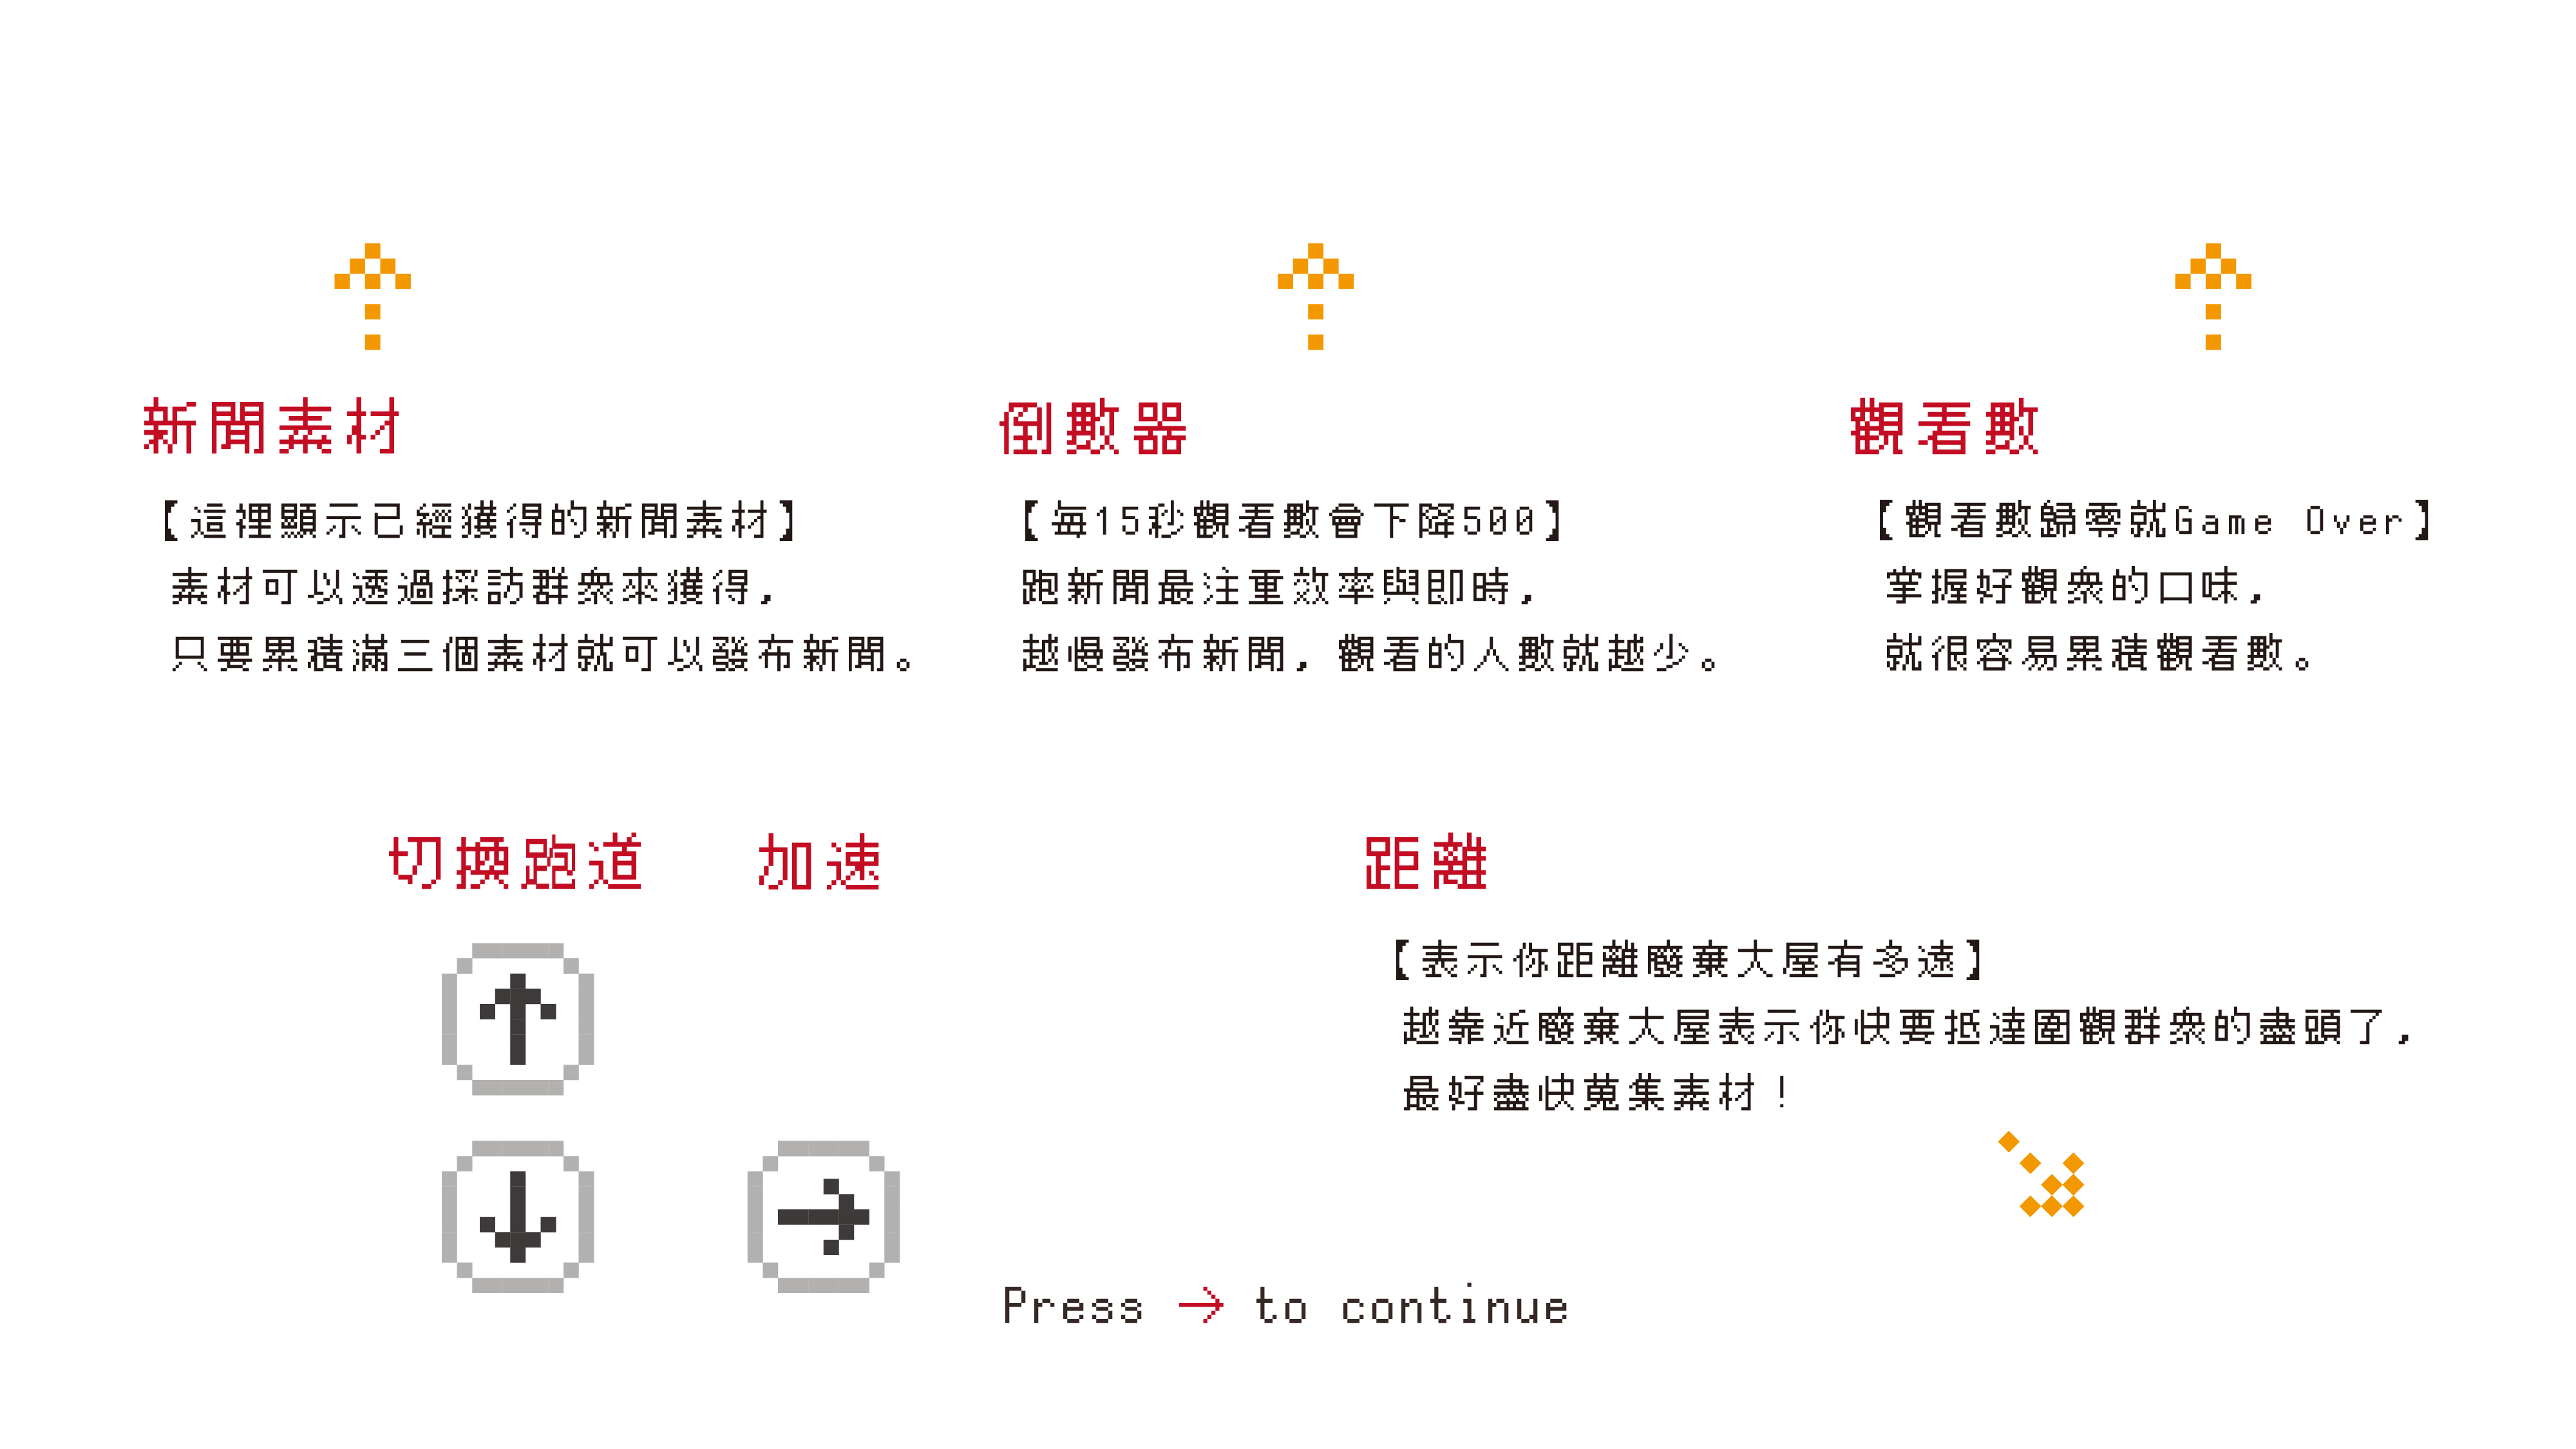 新聞素材
【這裡顯示已經獲得的新聞素材】
素材可以透過採訪群眾來獲得,
只要累積滿三個素材就可以發布新聞。
倒數器
【每15秒觀看數會下降500】
跑新聞最注重效率與即時,
越慢發布新聞,觀看的人數就越少。
觀看數
【觀看數歸零就Game Over】
掌握好觀眾的口味,
就很容易累積觀看數。
切換跑道
加速
距離
【表示你距離廢棄大屋有多遠】
越靠近廢棄大屋表示你快要抵達圍觀群眾的盡頭了,
最好盡快蒐集素材!
Press → to continue